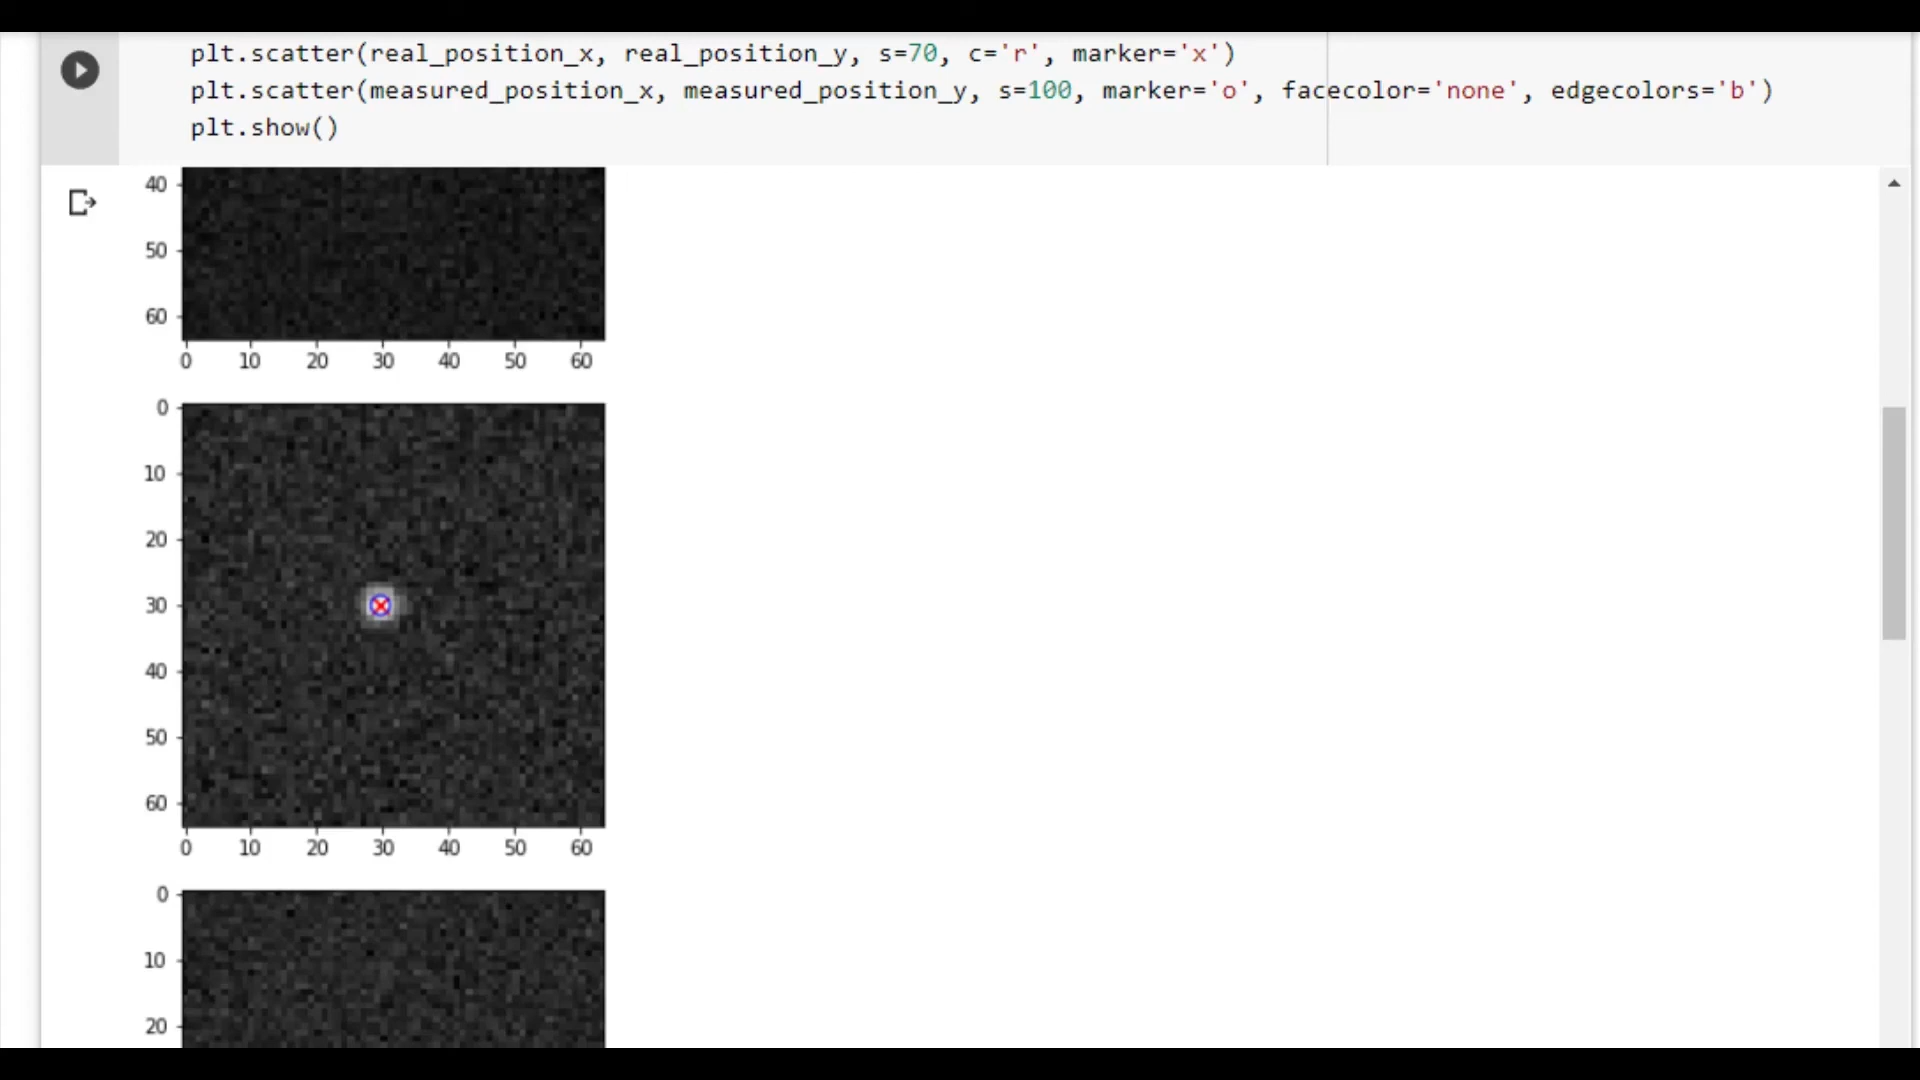 plt.scatter(real_position_x, real_position_y, s=70, c='r', marker='x')
plt.scatter(measured_position_x, measured_position_y, s=100, marker='o', facecolor='none', edgecolors='b')
plt.show()
40
50
60
0 10 20 30 40 50 60
0
10
20
30
40
50
60
0 10 20 30 40 50 60
0
10
20